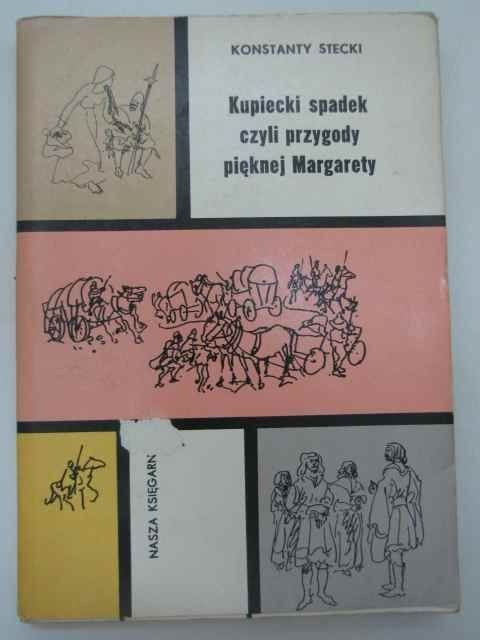 KONSTANTY STECKI
Kupiecki spadek
czyli przygody
pięknej Margarety
NASZA KSIĘGARN